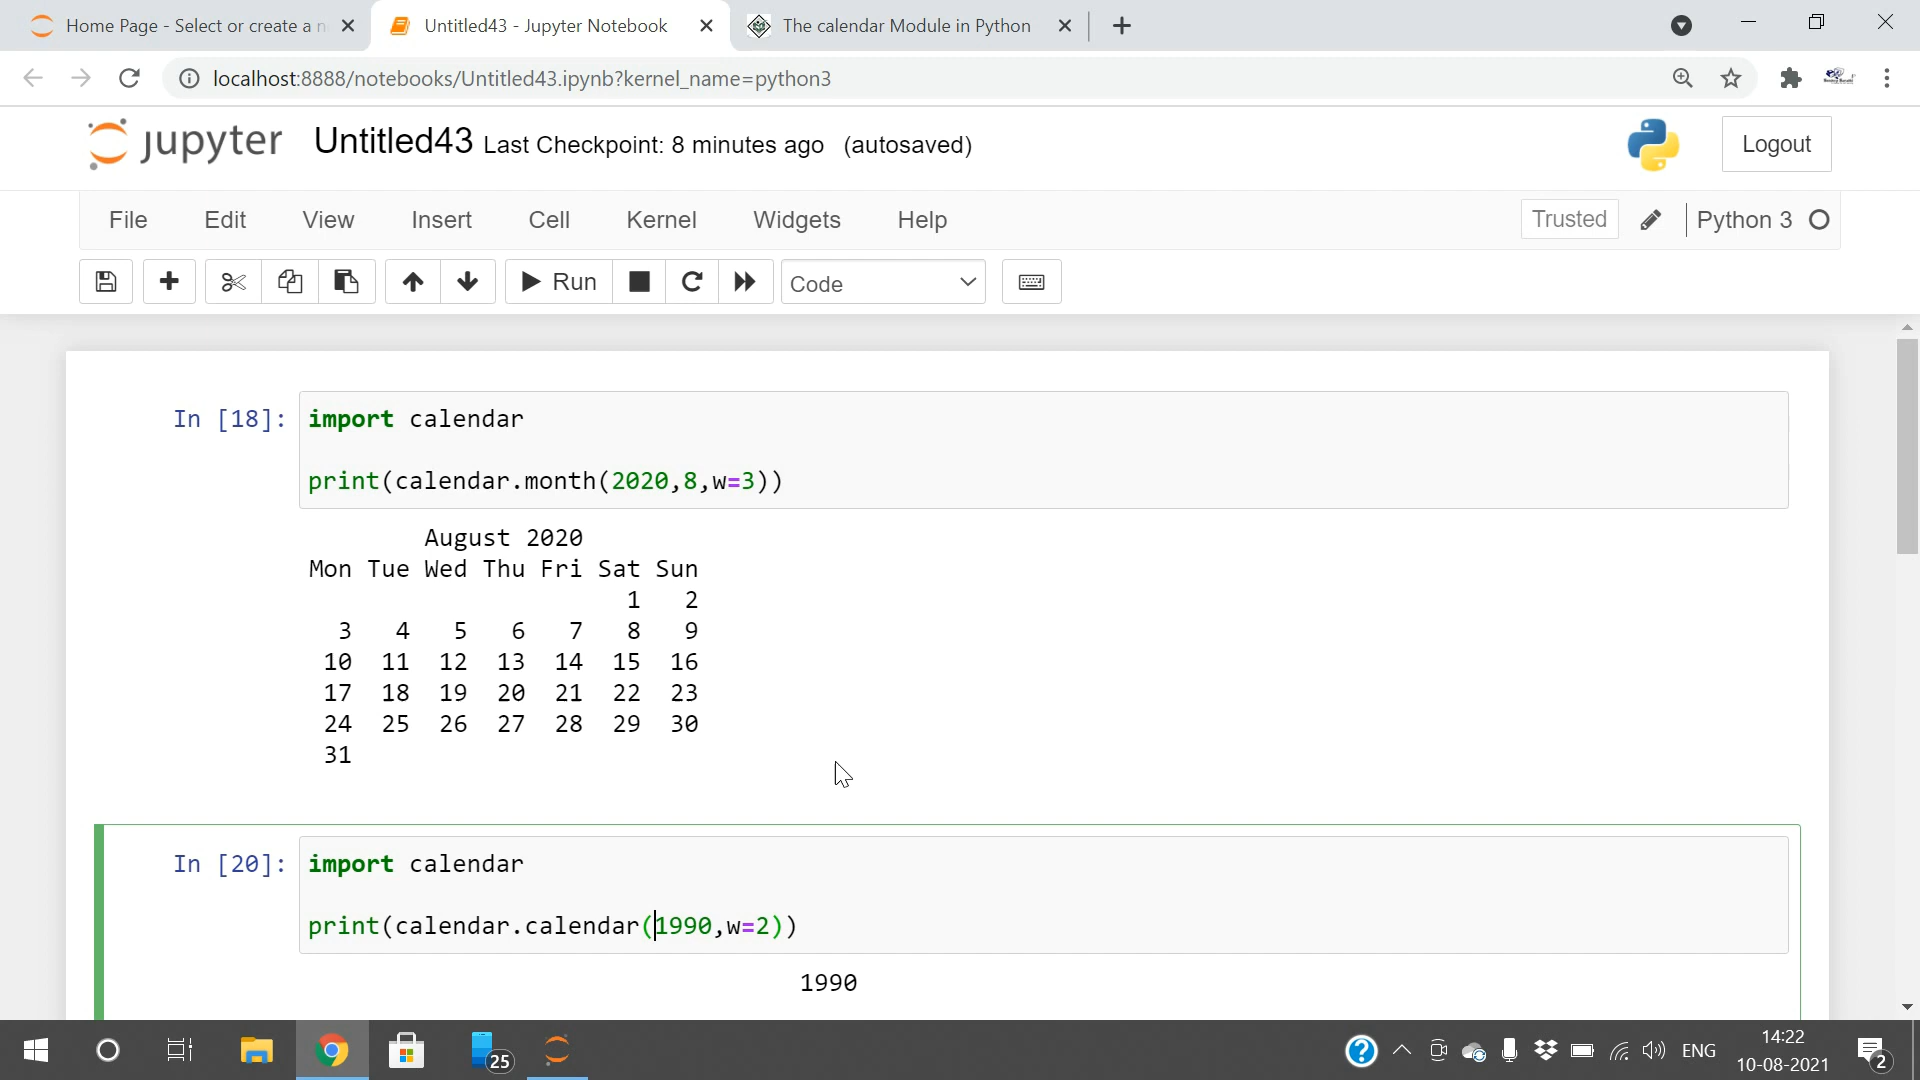 Home Page - Select or create a n
Untitled43 - Jupyter Notebook
The calendar Module in Python
localhost:8888/notebooks/Untitled43.ipynb?kernel_name=python3
jupyter Untitled43 Last Checkpoint: 8 minutes ago (autosaved)
Logout
File Edit View Insert Cell Kernel Widgets Help
Trusted
Python 3
Run
Code
In [18]: import calendar
print(calendar.month(2020,8,w=3))
August 2020
Mon Tue Wed Thu Fri Sat Sun
1 2
3 4 5 6 7 8 9
10 11 12 13 14 15 16
17 18 19 20 21 22 23
24 25 26 27 28 29 30
31
In [20]: import calendar
print(calendar.calendar(1990,w=2))
1990
25
ENG
14:22
10-08-2021
2